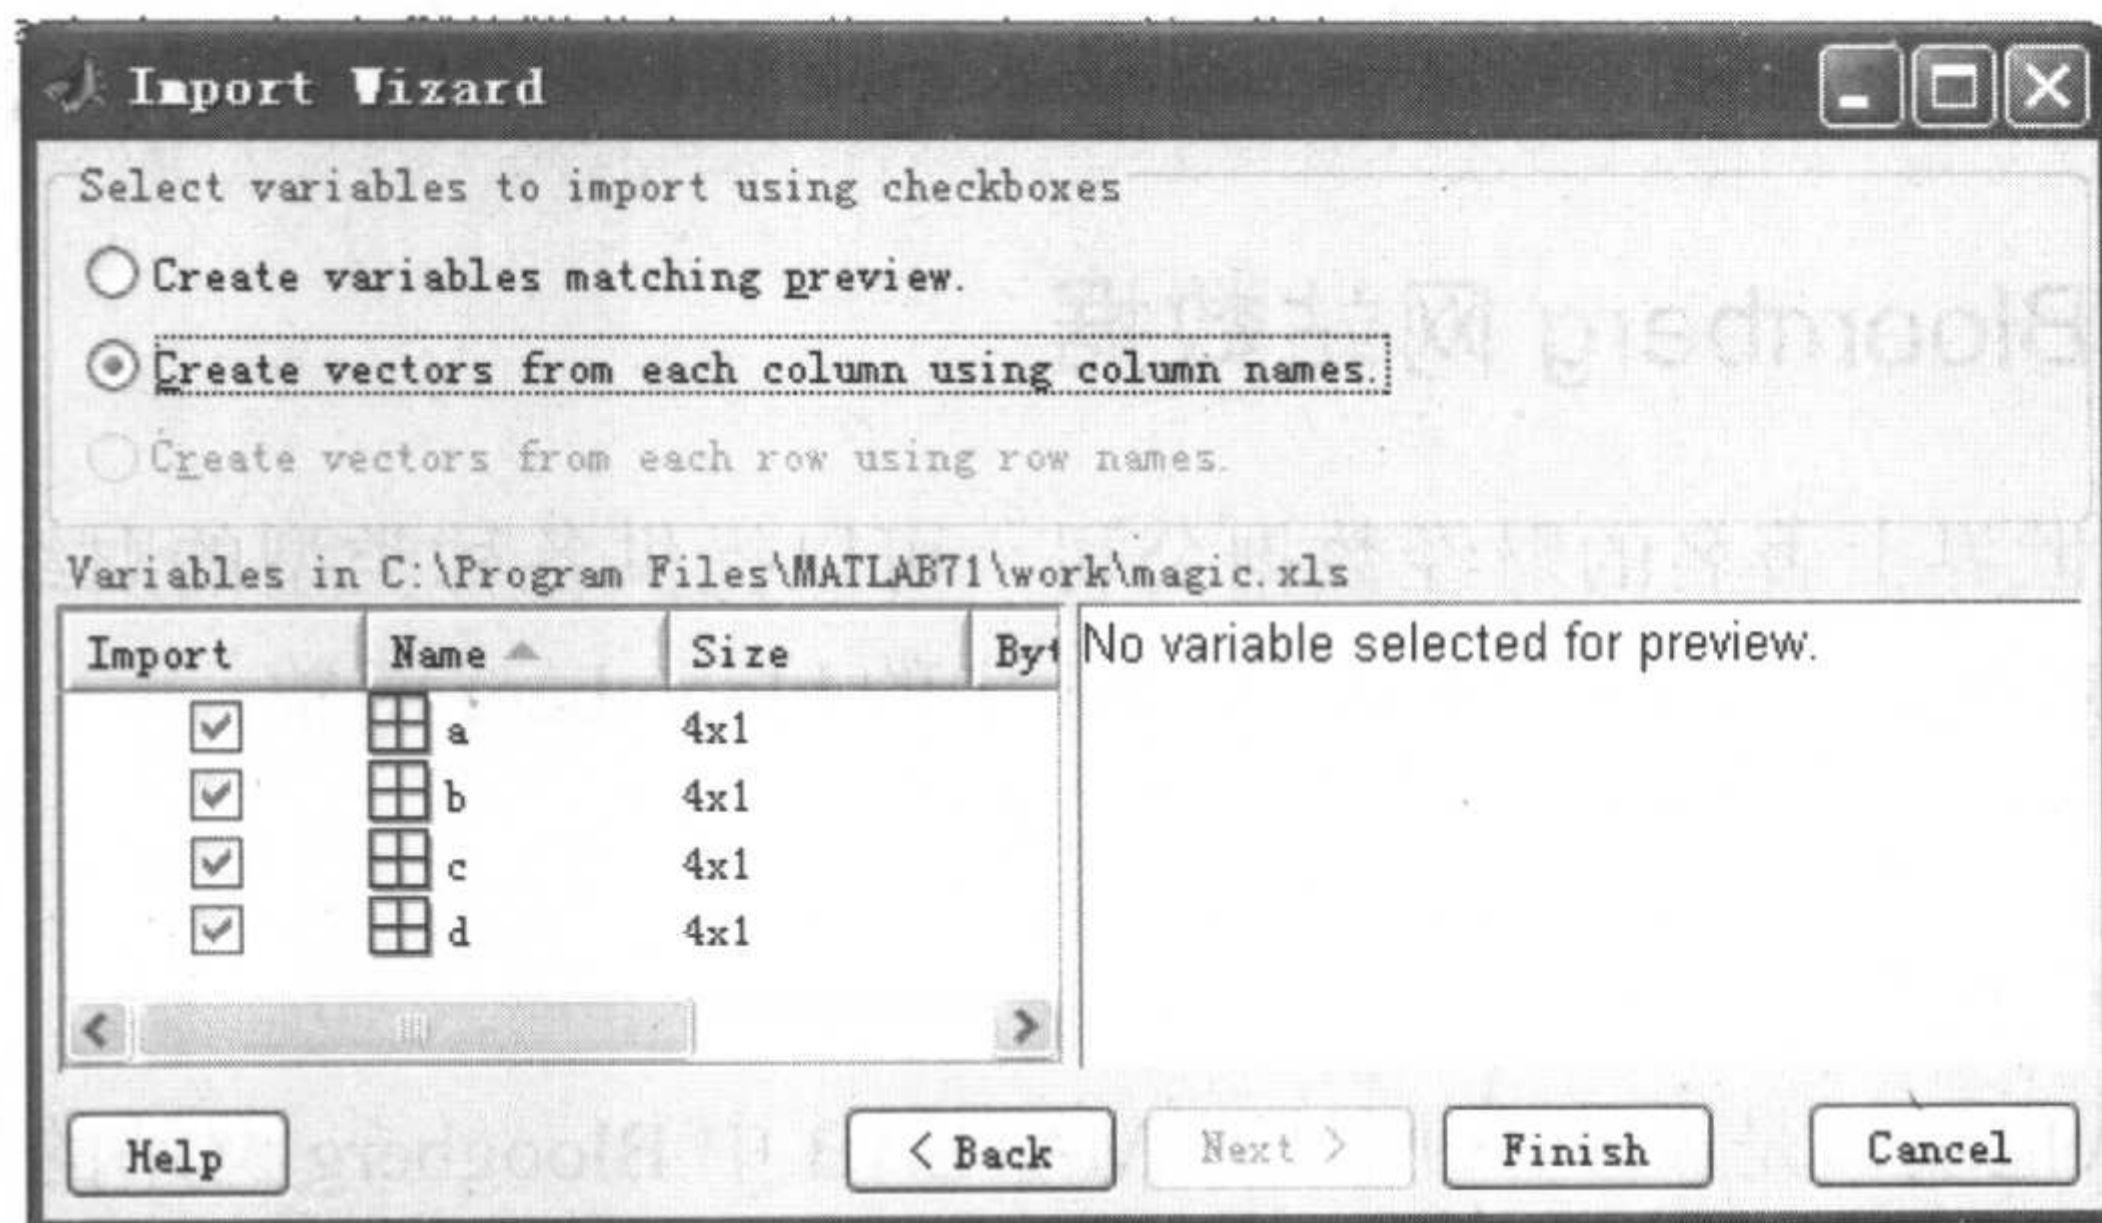 Import Wizard
Select variables to import using checkboxes
Create variables matching preview.
Create vectors from each column using column names.
Create vectors from each row using row names.
Variables in C:\Program Files\MATLAB71\work\magic.xls
Import Name Size Byt
No variable selected for preview.
a 4x1
b 4x1
c 4x1
d 4x1
Help < Back Next > Finish Cancel